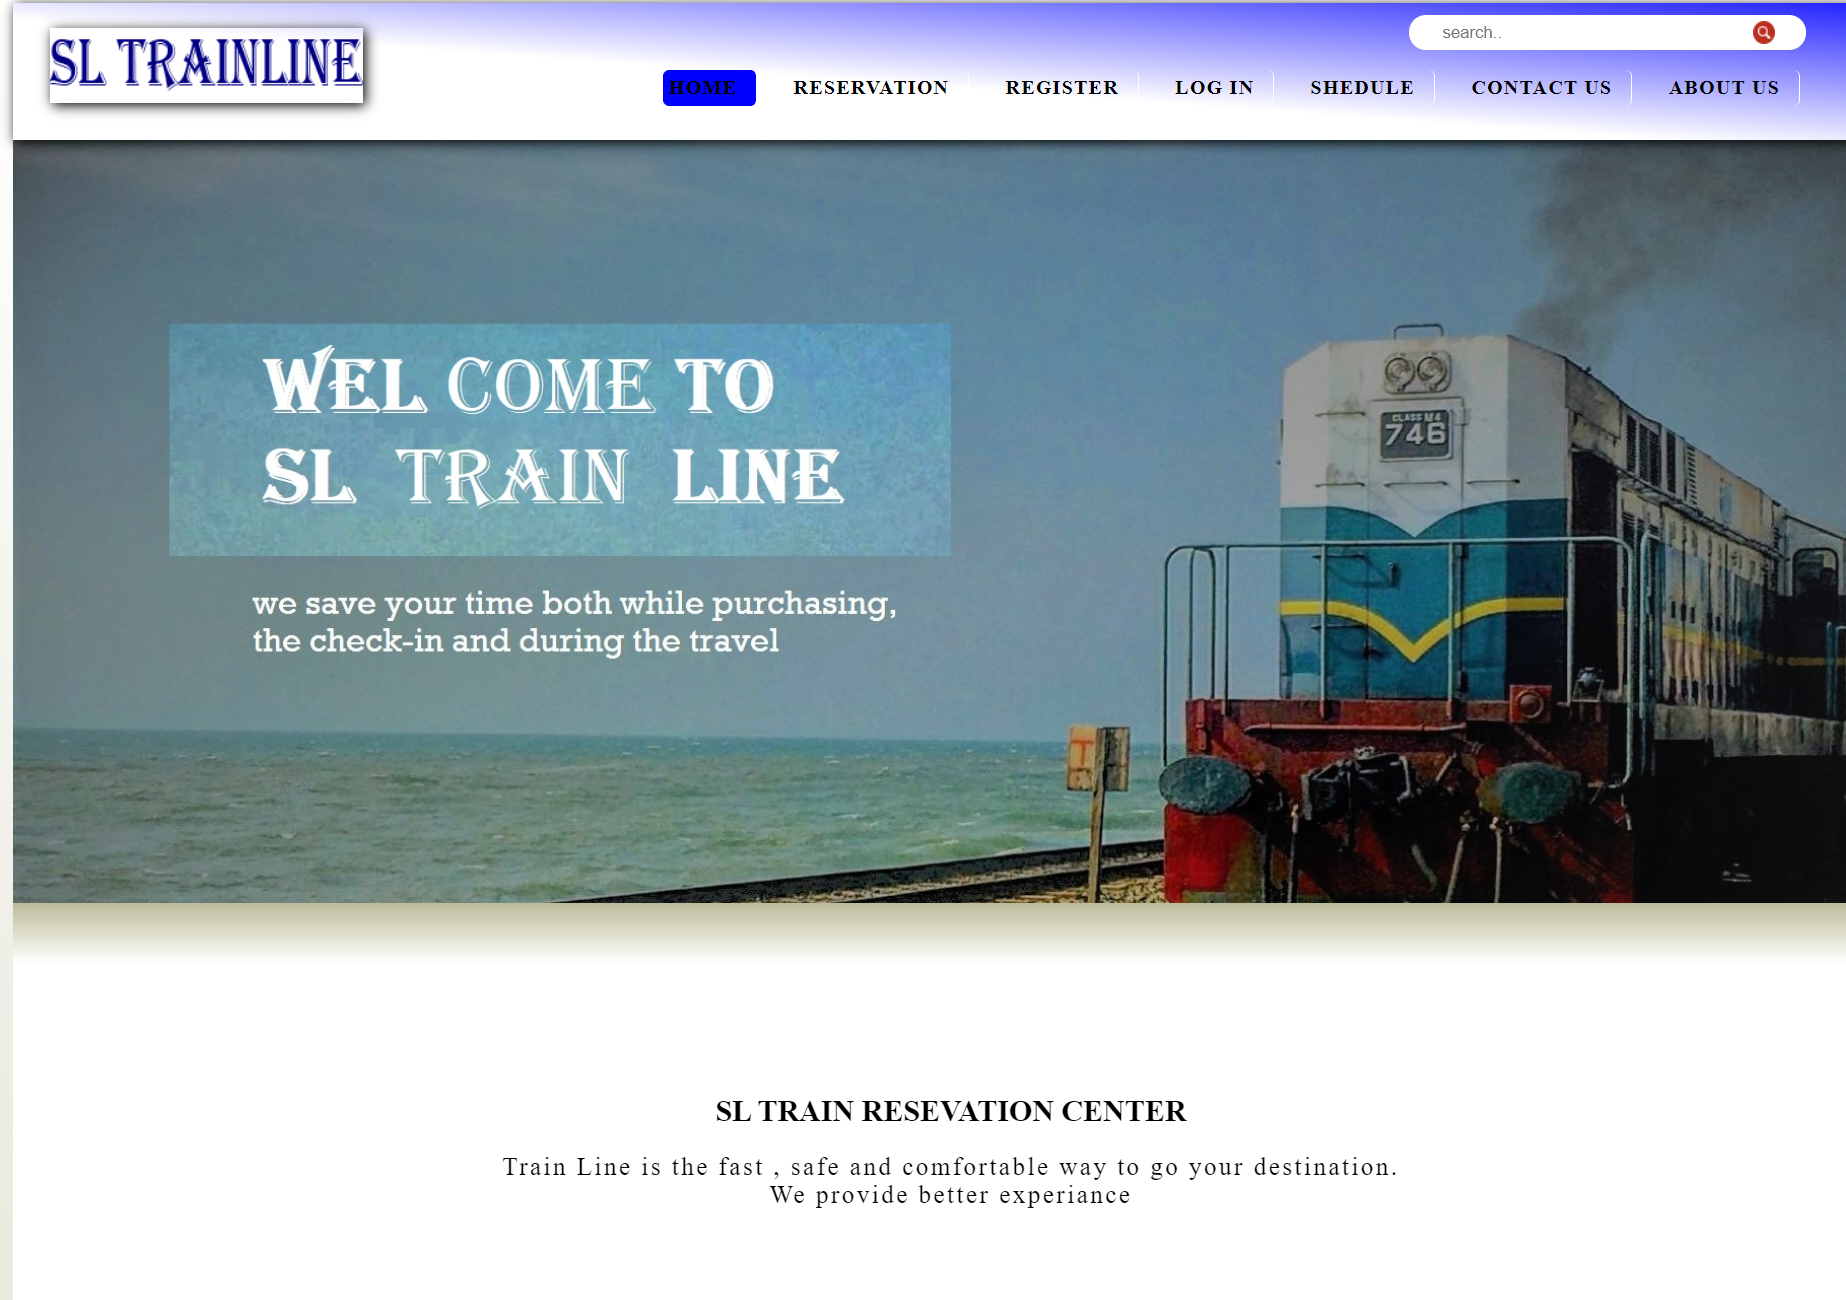 SL TRAINLINE
search..
HOME
RESERVATION
REGISTER
LOG IN
SHEDULE
CONTACT US
ABOUT US
WEL COME TO
SL TRAIN LINE
CLASS M4
746
we save your time both while purchasing,
the check-in and during the travel
T
SL TRAIN RESEVATION CENTER
Train Line is the fast , safe and comfortable way to go your destination.
We provide better experiance